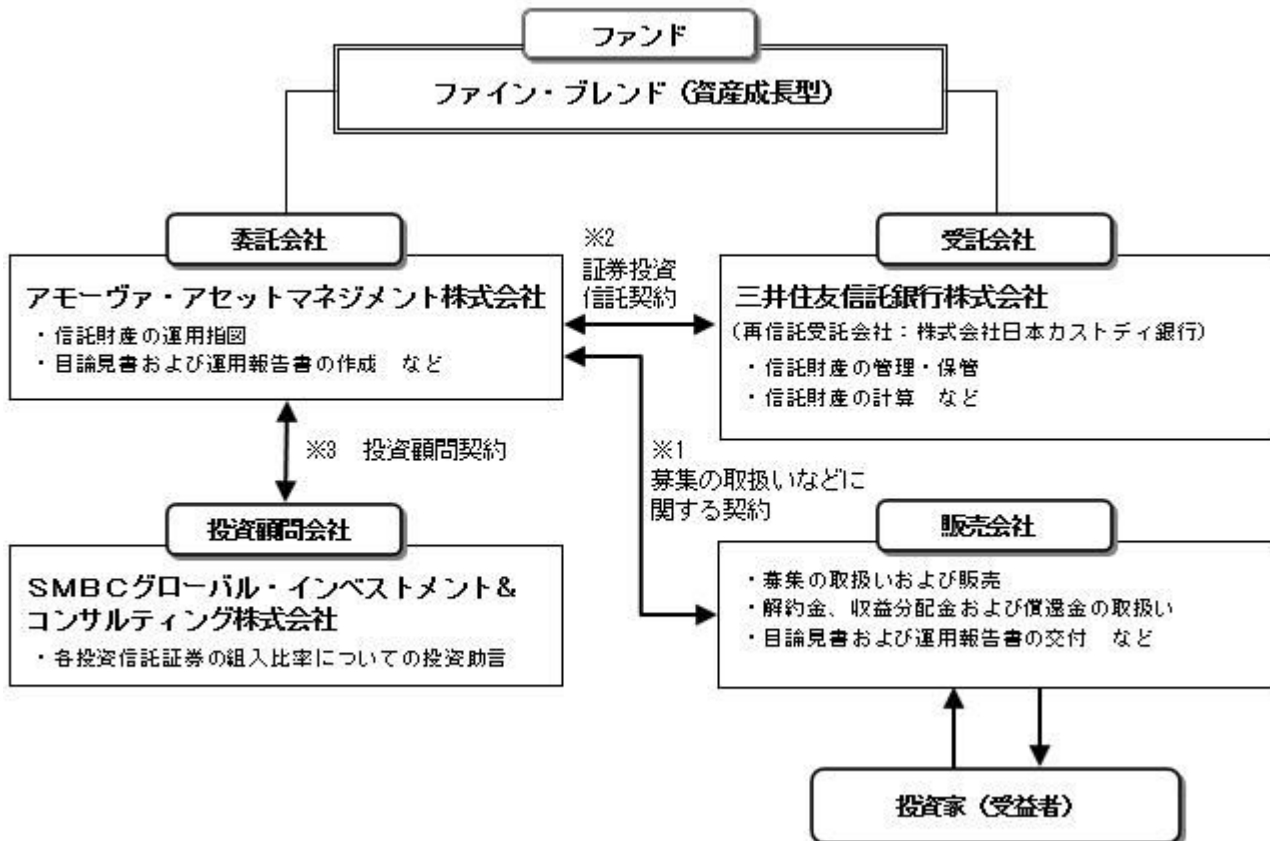 ファンド
ファイン・ブレンド(資産成長型)
委託会社
アモーヴァ・アセットマネジメント株式会社
・信託財産の運用指図
・目論見書および運用報告書の作成　など
※2
証券投資
信託契約
受託会社
三井住友信託銀行株式会社
(再信託受託会社：株式会社日本カストディ銀行)
・信託財産の管理・保管
・信託財産の計算　など
※3　投資顧問契約
※1
募集の取扱いなどに
関する契約
投資顧問会社
SMBCグローバル・インベストメント&
コンサルティング株式会社
・各投資信託証券の組入比率についての投資助言
販売会社
・募集の取扱いおよび販売
・解約金、収益分配金および償還金の取扱い
・目論見書および運用報告書の交付　など
投資家(受益者)